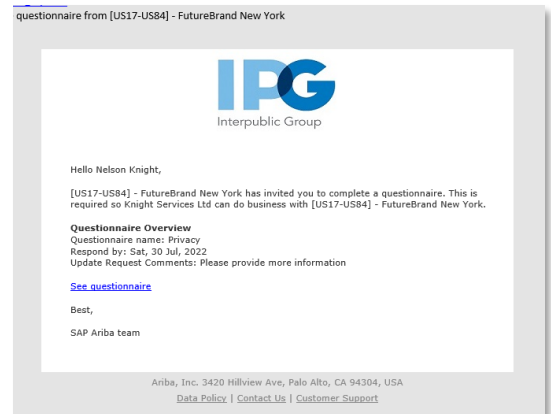 questionnaire from [US17-US84] - FutureBrand New York
IPG
Interpublic Group
Hello Nelson Knight,
[US17-US84] - FutureBrand New York has invited you to complete a questionnaire. This is
required so Knight Services Ltd can do business with [US17-US84] - FutureBrand New York.
Questionnaire Overview
Questionnaire name: Privacy
Respond by: Sat, 30 Jul, 2022
Update Request Comments: Please provide more information
See questionnaire
Best,
SAP Ariba team
Ariba, Inc. 3420 Hillview Ave, Palo Alto, CA 94304, USA
Data Policy | Contact Us | Customer Support